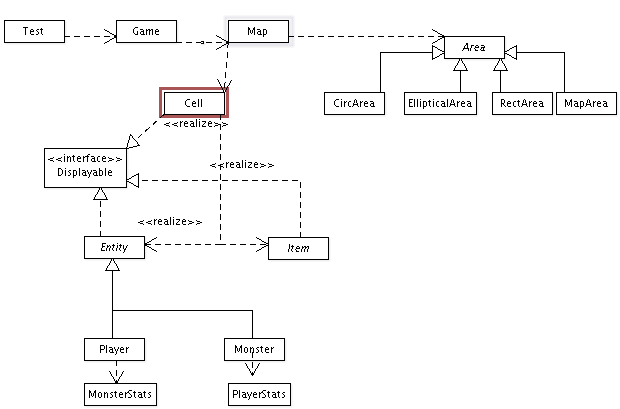 Test
Game
Map
Area
CircArea
EllipticalArea
RectArea
MapArea
Cell
<<realize>>
<<interface>>
Displayable
<<realize>>
<<realize>>
Entity
Item
Player
Monster
MonsterStats
PlayerStats